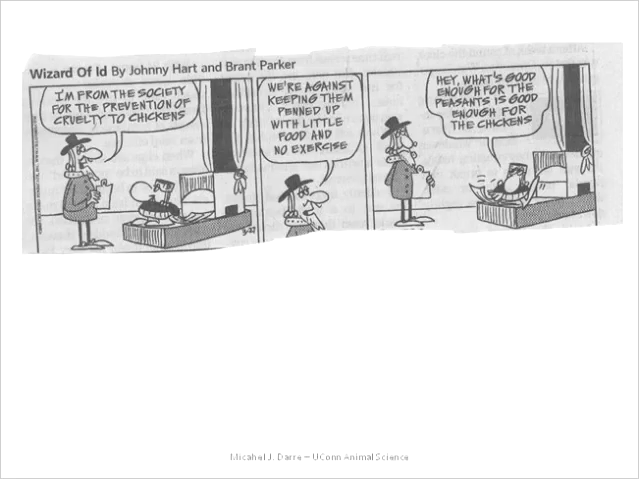 Wizard Of Id By Johnny Hart and Brant Parker
I'M FROM THE SOCIETY
FOR THE PREVENTION OF
CRUELTY TO CHICKENS
WE'RE AGAINST
KEEPING THEM
PENNED UP
WITH LITTLE
FOOD AND
NO EXERCISE
HEY, WHAT'S GOOD
ENOUGH FOR THE
PEASANTS IS GOOD
ENOUGH FOR
THE CHICKENS
3-27
Micahel J. Darre – UConn Animal Science